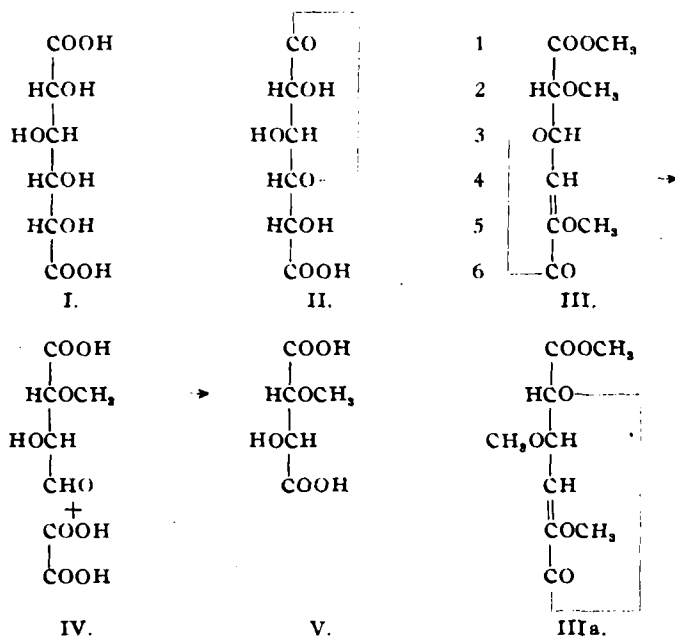 COOH CO 1 COOCH₃
HCOH HCOH 2 HCOCH₃
HOCH HOCH 3 OCH
HCOH HCO 4 CH →
HCOH HCOH 5 COCH₃
COOH COOH 6 CO
I. II. III.
COOH COOH COOCH₃
HCOCH₂ → HCOCH₃ HCO
HOCH HOCH CH₃OCH
CHO COOH CH
+
COOH COCH₃
COOH CO
IV. V. IIIa.